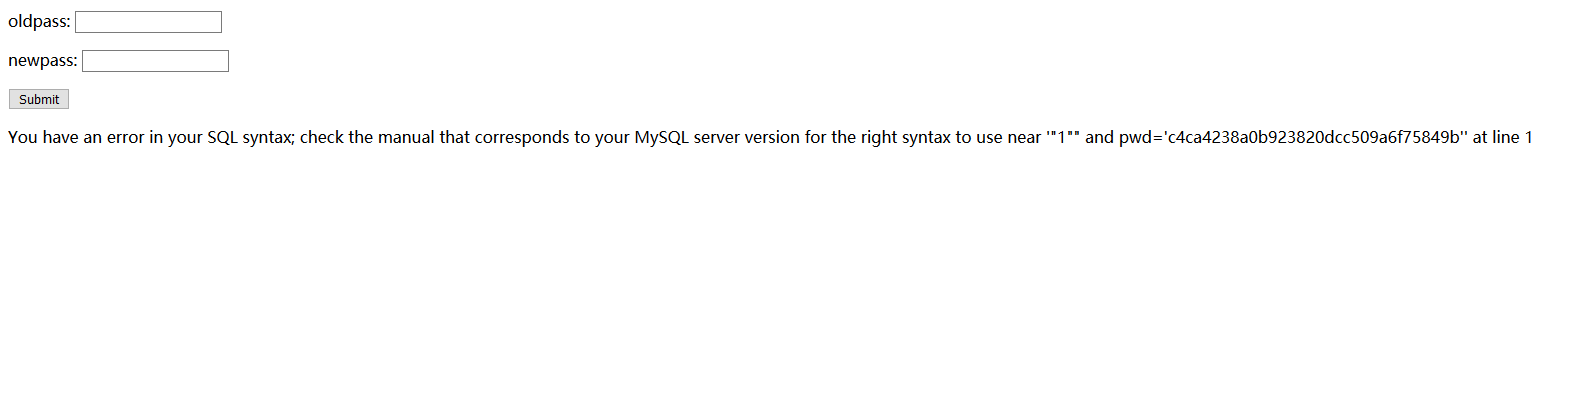 oldpass:
newpass:
Submit
You have an error in your SQL syntax; check the manual that corresponds to your MySQL server version for the right syntax to use near '"1"" and pwd='c4ca4238a0b923820dcc509a6f75849b'' at line 1